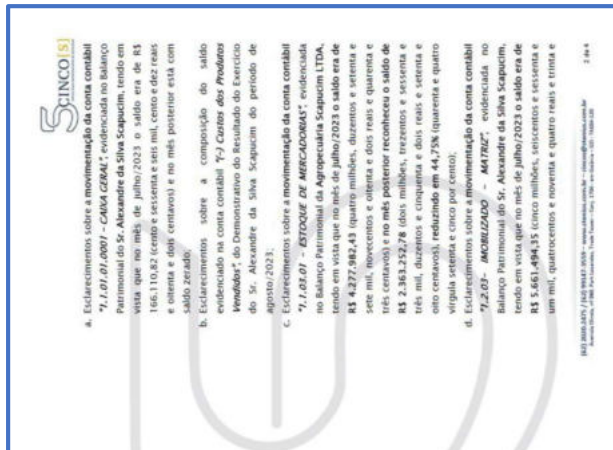 5CINCO[S]
a. Esclarecimentos sobre a movimentação da conta contábil
"1.1.01.01.0001 - CAIXA GERAL", evidenciada no Balanço
Patrimonial do Sr. Alexandre da Silva Scapucim, tendo em
vista que no mês de julho/2023 o saldo era de R$
166.110,82 (cento e sessenta e seis mil, cento e dez reais
e oitenta e dois centavos) e no mês posterior está com
saldo zerado;
b. Esclarecimentos sobre a composição do saldo
evidenciado na conta contábil "(-) Custos dos Produtos
Vendidos", do Demonstrativo do Resultado do Exercício
do Sr. Alexandre da Silva Scapucim do período de
agosto/2023;
c. Esclarecimentos sobre a movimentação da conta contábil
"1.1.03.01 - ESTOQUE DE MERCADORIAS", evidenciada
no Balanço Patrimonial da Agropecuária Scapucim LTDA,
tendo em vista que no mês de julho/2023 o saldo era de
R$ 4.277.982,43 (quatro milhões, duzentos e setenta e
sete mil, novecentos e oitenta e dois reais e quarenta e
três centavos) e no mês posterior reconheceu o saldo de
R$ 2.363.252,78 (dois milhões, trezentos e sessenta e
três mil, duzentos e cinquenta e dois reais e setenta e
oito centavos), reduzindo em 44,75% (quarenta e quatro
vírgula setenta e cinco por cento);
d. Esclarecimentos sobre a movimentação da conta contábil
"1.2.03- IMOBILIZADO - MATRIZ", evidenciada no
Balanço Patrimonial do Sr. Alexandre da Silva Scapucim,
tendo em vista que no mês de julho/2023 o saldo era de
R$ 5.661.494,35 (cinco milhões, seiscentos e sessenta e
um mil, quatrocentos e noventa e quatro reais e trinta e
2 de 4